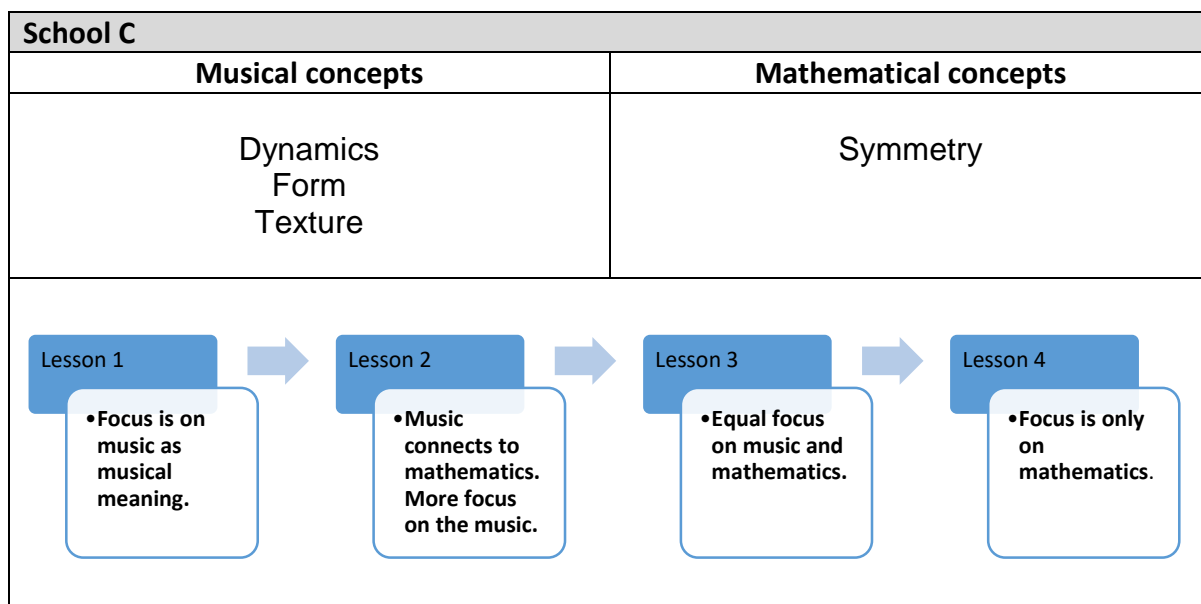 School C
Musical concepts
Mathematical concepts
Dynamics
Form
Texture
Symmetry
Lesson 1
•Focus is on
music as
musical
meaning.
Lesson 2
•Music
connects to
mathematics.
More focus
on the music.
Lesson 3
•Equal focus
on music and
mathematics.
Lesson 4
•Focus is only
on
mathematics.